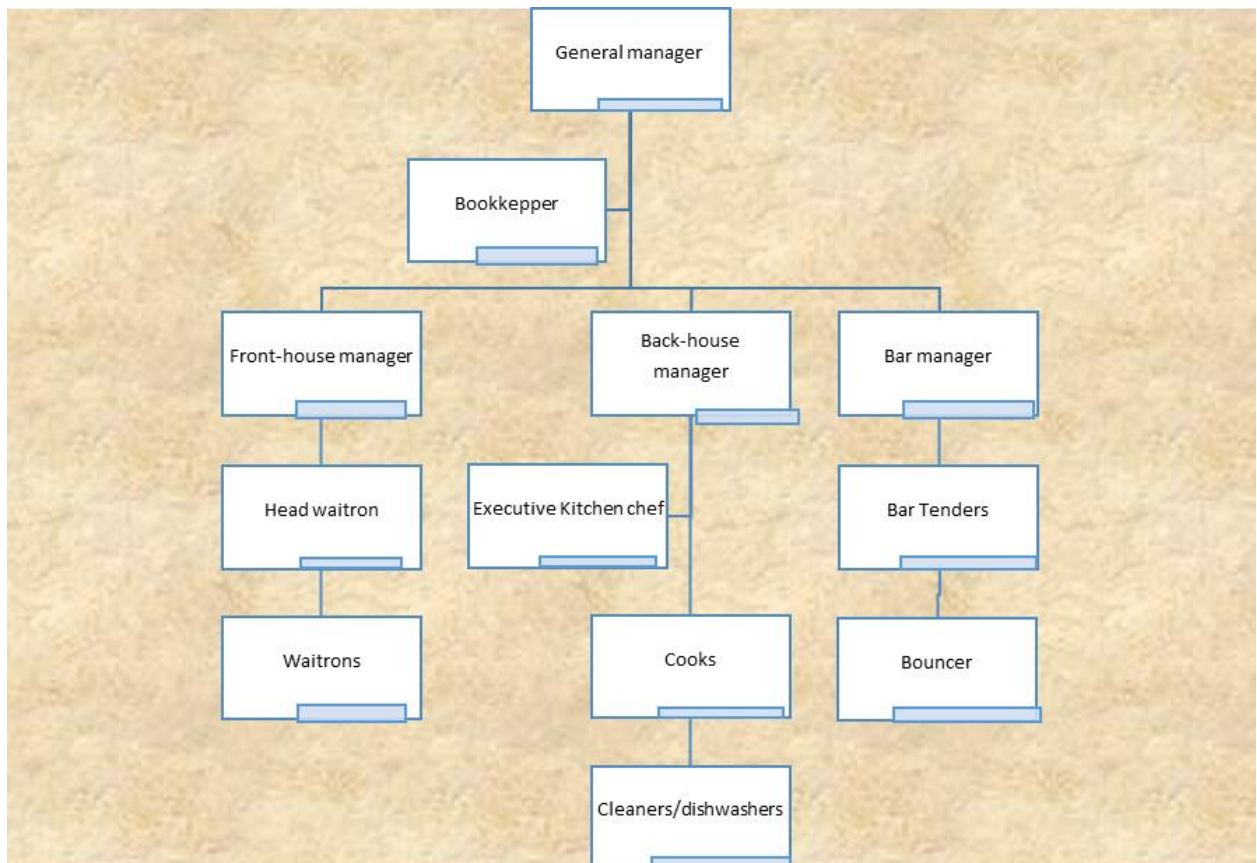 General manager
Bookkepper
Front-house manager
Back-house
manager
Bar manager
Head waitron
Executive Kitchen chef
Bar Tenders
Waitrons
Cooks
Bouncer
Cleaners/dishwashers